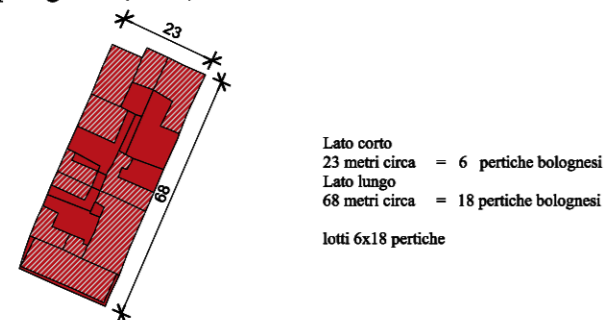 23
68
Lato corto
23 metri circa = 6 pertiche bolognesi
Lato lungo
68 metri circa = 18 pertiche bolognesi
lotti 6x18 pertiche